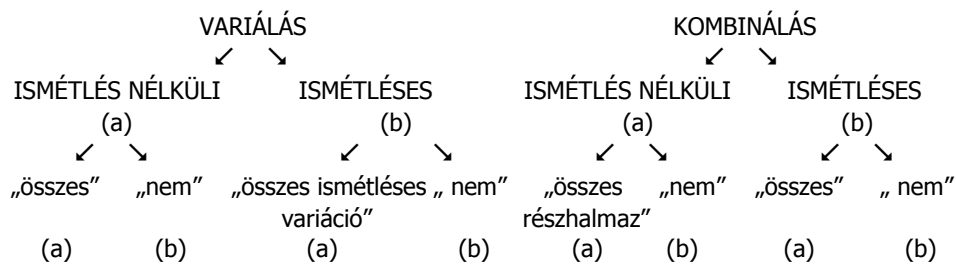 VARIÁLÁS KOMBINÁLÁS
ISMÉTLÉS NÉLKÜLI ISMÉTLÉSES ISMÉTLÉS NÉLKÜLI ISMÉTLÉSES
(a) (b) (a) (b)
„összes” „nem” „összes ismétléses „ nem” „összes „nem” „összes” „ nem”
variáció” részhalmaz”
(a) (b) (a) (b) (a) (b) (a) (b)